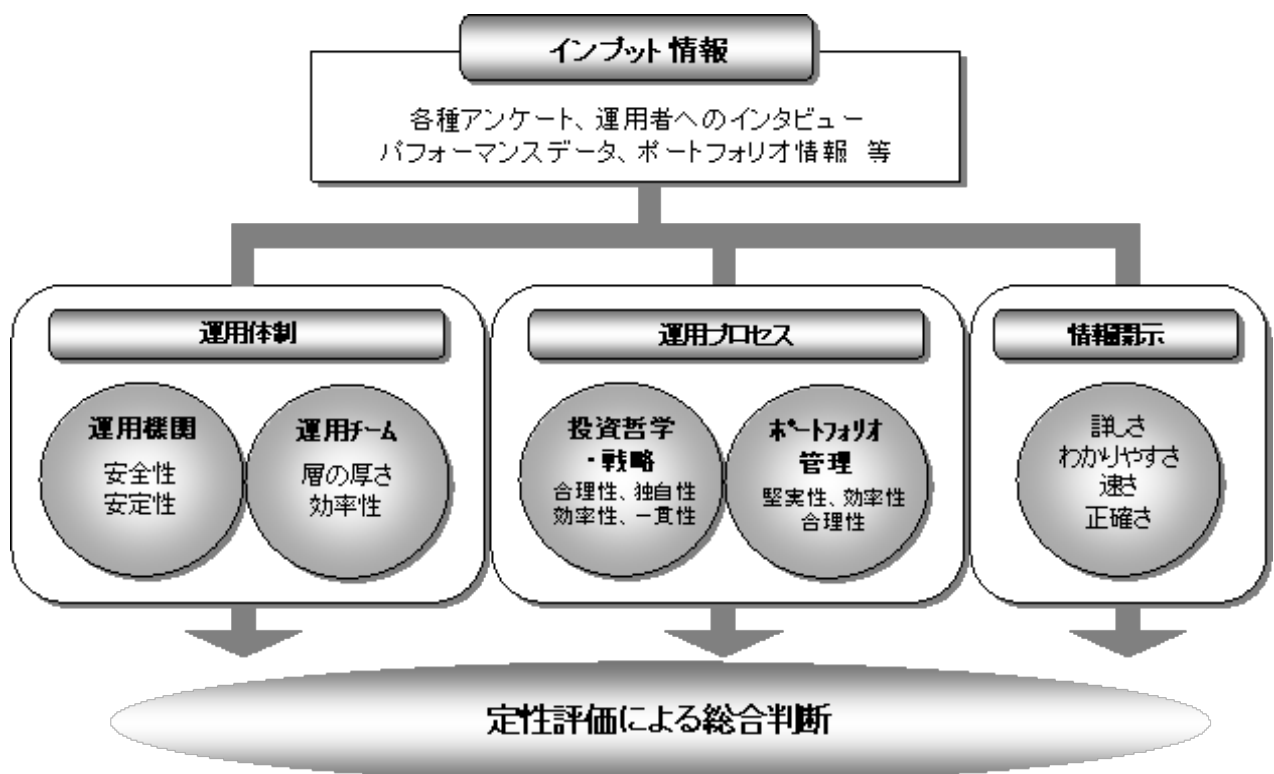 インプット情報
各種アンケート、運用者へのインタビュー
パフォーマンスデータ、ポートフォリオ情報 等
運用体制
運用機関
安全性
安定性
運用チーム
層の厚さ
効率性
運用プロセス
投資哲学
・戦略
合理性、独自性
効率性、一貫性
ポートフォリオ
管理
堅実性、効率性
合理性
情報開示
詳しさ
わかりやすさ
速さ
正確さ
定性評価による総合判断